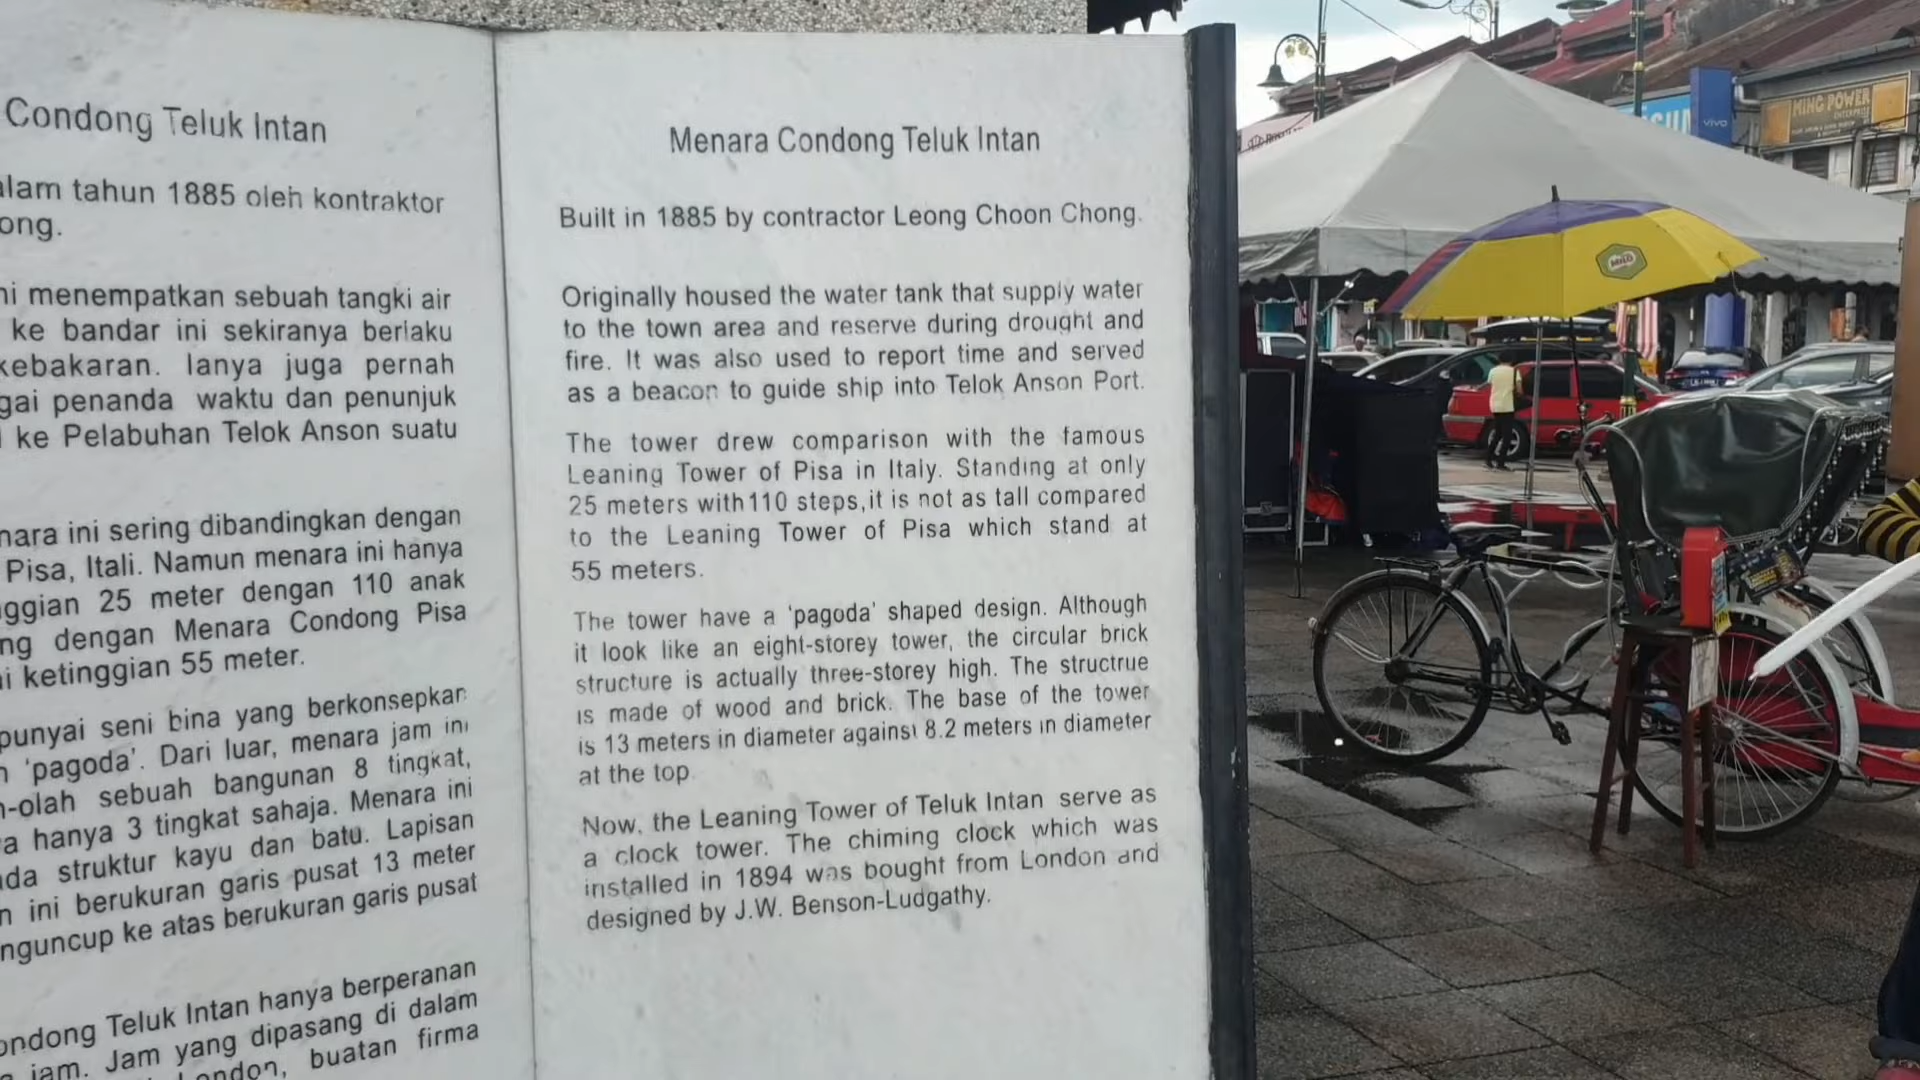 Condong Teluk Intan
alam tahun 1885 oleh kontraktor
ong.
ni menempatkan sebuah tangki air
ke bandar ini sekiranya berlaku
kebakaran. Ianya juga pernah
gai penanda waktu dan penunjuk
ke Pelabuhan Telok Anson suatu
nara ini sering dibandingkan dengan
Pisa, Itali. Namun menara ini hanya
nggian 25 meter dengan 110 anak
ng dengan Menara Condong Pisa
ai ketinggian 55 meter.
punyai seni bina yang berkonsepkan
n 'pagoda'. Dari luar, menara jam ini
h-olah sebuah bangunan 8 tingkat,
a hanya 3 tingkat sahaja. Menara ini
ada struktur kayu dan batu. Lapisan
n ini berukuran garis pusat 13 meter
nguncup ke atas berukuran garis pusat
ondong Teluk Intan hanya berperanan
jam. Jam yang dipasang di dalam
London, buatan firma
Menara Condong Teluk Intan
Built in 1885 by contractor Leong Choon Chong.
Originally housed the water tank that supply water
to the town area and reserve during drought and
fire. It was also used to report time and served
as a beacon to guide ship into Telok Anson Port.
The tower drew comparison with the famous
Leaning Tower of Pisa in Italy. Standing at only
25 meters with 110 steps, it is not as tall compared
to the Leaning Tower of Pisa which stand at
55 meters.
The tower have a 'pagoda' shaped design. Although
it look like an eight-storey tower, the circular brick
structure is actually three-storey high. The structrue
is made of wood and brick. The base of the tower
is 13 meters in diameter against 8.2 meters in diameter
at the top
Now, the Leaning Tower of Teluk Intan serve as
a clock tower. The chiming clock which was
installed in 1894 was bought from London and
designed by J.W. Benson-Ludgathy.
MILO
vivo
MING POWER
ENTERPRISE